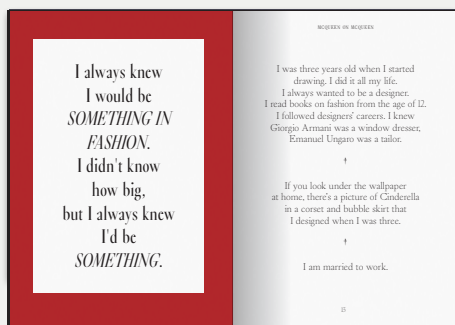 I always knew
I would be
SOMETHING IN
FASHION.
I didn't know
how big,
but I always knew
I'd be
SOMETHING.
MCQUEEN ON MCQUEEN
I was three years old when I started
drawing. I did it all my life.
I always wanted to be a designer.
I read books on fashion from the age of 12.
I followed designers' careers. I knew
Giorgio Armani was a window dresser,
Emanuel Ungaro was a tailor.
If you look under the wallpaper
at home, there's a picture of Cinderella
in a corset and bubble skirt that
I designed when I was three.
I am married to work.
15